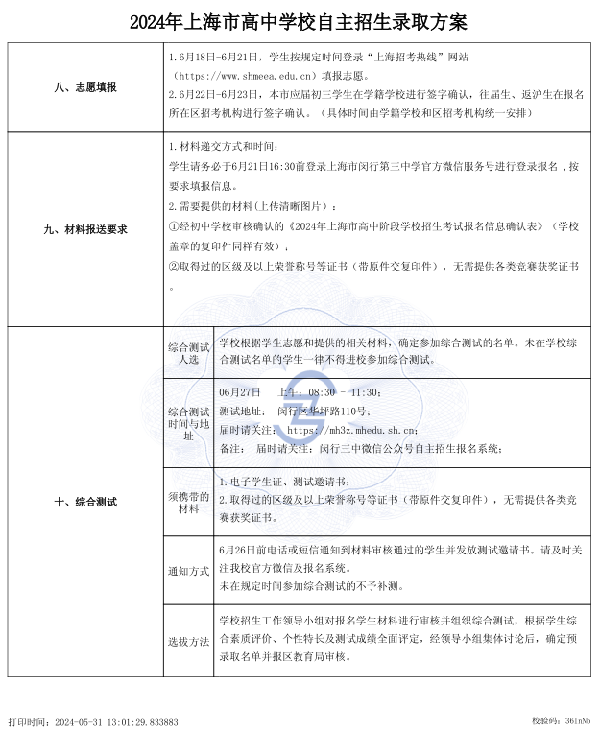 2024年上海市高中学校自主招生录取方案
八、志愿填报
1.6月18日-6月21日，学生按规定时间登录“上海招考热线”网站
（https://www.shmeea.edu.cn）填报志愿。
2.6月22日-6月23日，本市应届初三学生在学籍学校进行签字确认，往届生、返沪生在报名
所在区招考机构进行签字确认。（具体时间由学籍学校和区招考机构统一安排）
九、材料报送要求
1.材料递交方式和时间：
学生请务必于6月21日16:30前登录上海市闵行第三中学官方微信服务号进行登录报名，按
要求填报信息。
2.需要提供的材料(上传清晰图片)：
①经初中学校审核确认的《2024年上海市高中阶段学校招生考试报名信息确认表》（学校
盖章的复印件同样有效）；
②取得过的区级及以上荣誉称号等证书（带原件交复印件），无需提供各类竞赛获奖证书
。
十、综合测试
综合测试
人选
学校根据学生志愿和提供的相关材料，确定参加综合测试的名单。未在学校综
合测试名单的学生一律不得进校参加综合测试。
综合测试
时间与地
址
06月27日 上午：08:30 - 11:30；
测试地址： 闵行区华坪路110号。
届时请关注： https://mh3z.mhedu.sh.cn；
备注： 届时请关注：闵行三中微信公众号自主招生报名系统；
须携带的
材料
1.电子学生证、测试邀请书；
2.取得过的区级及以上荣誉称号等证书（带原件交复印件），无需提供各类竞
赛获奖证书。
通知方式
6月26日前电话或短信通知到材料审核通过的学生并发放测试邀请书。请及时关
注我校官方微信及报名系统。
未在规定时间参加综合测试的不予补测。
选拔方法
学校招生工作领导小组对报名学生材料进行审核并组织综合测试。根据学生综
合素质评价、个性特长及测试成绩全面评定，经领导小组集体讨论后，确定预
录取名单并报区教育局审核。
打印时间：2024-05-31 13:01:29.833883
校验码：361nNb